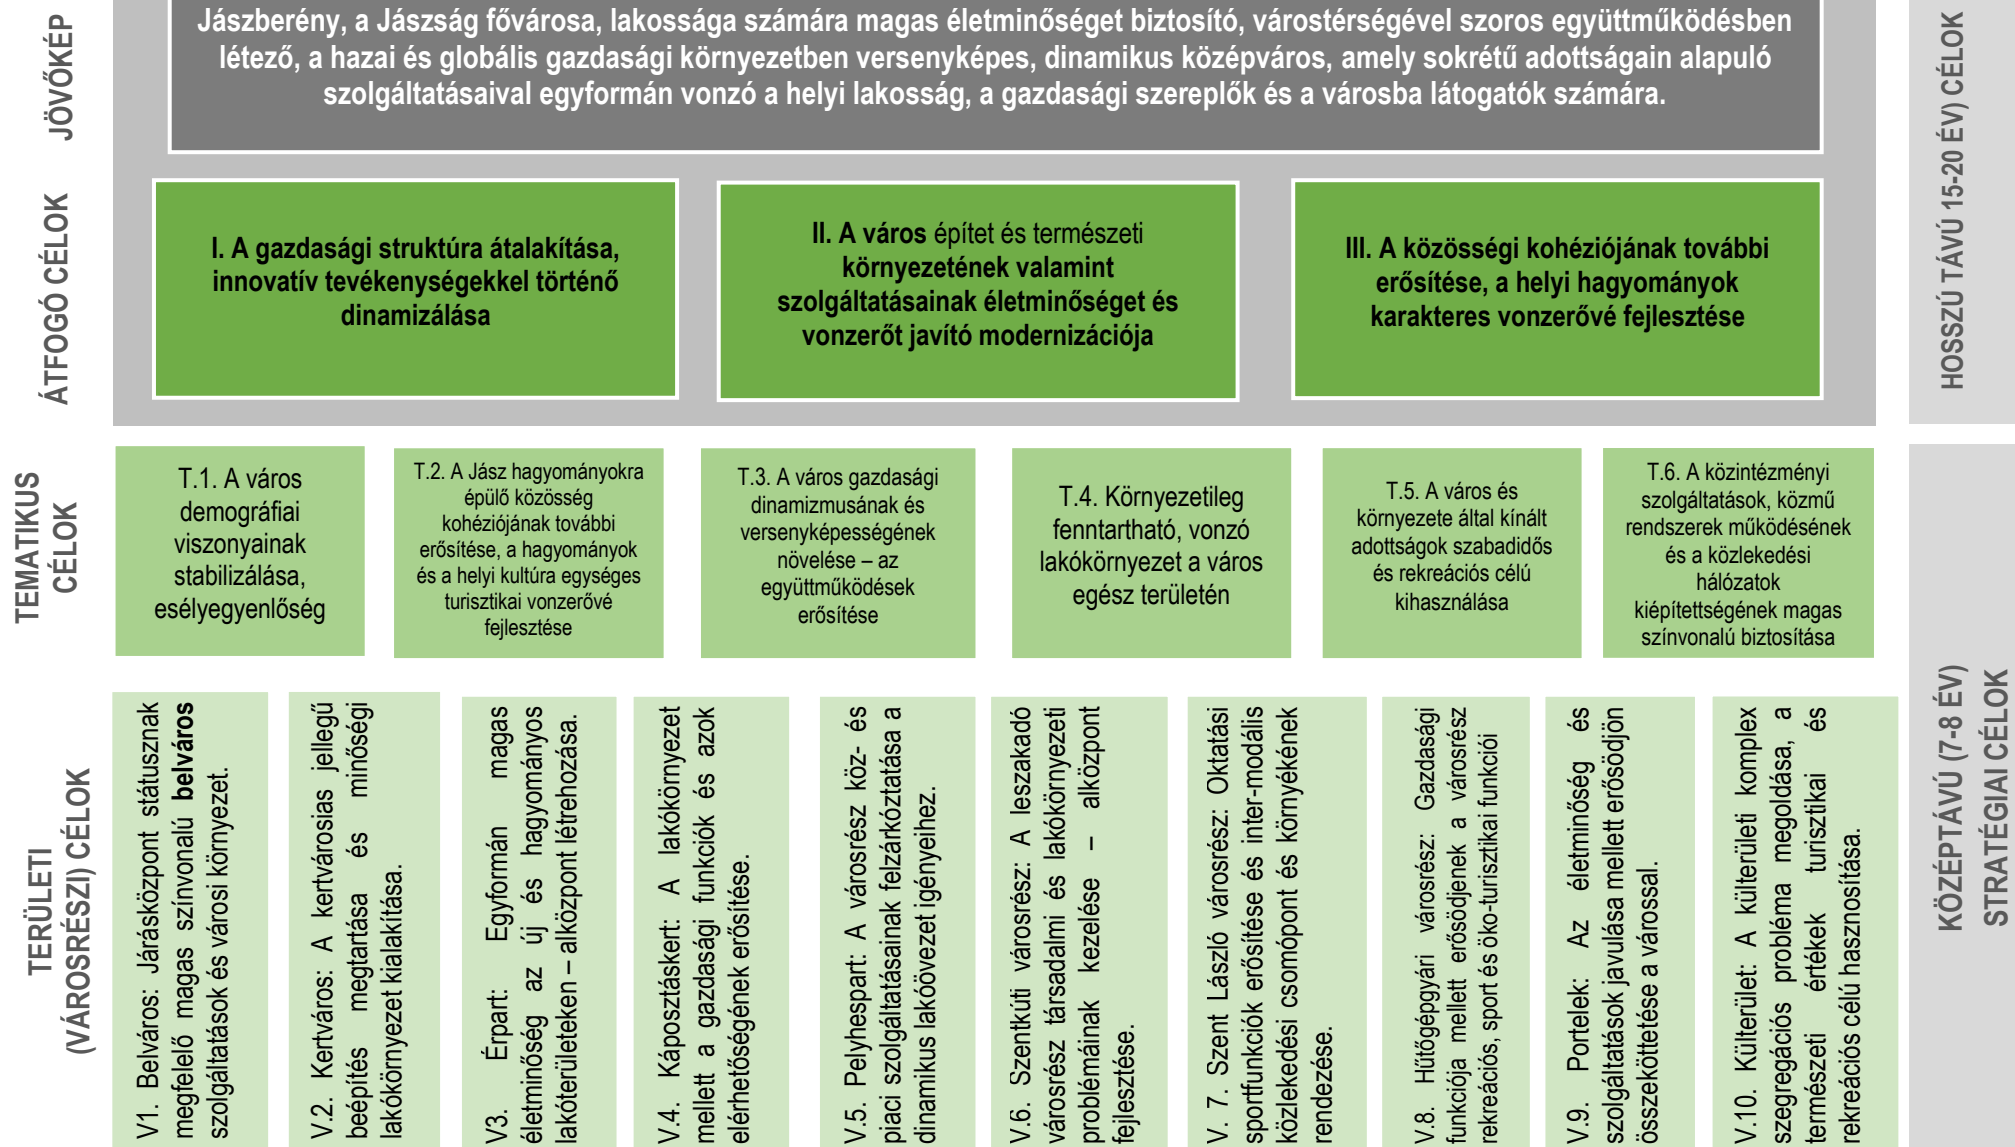 JÖVŐKÉP
Jászberény, a Jászság fővárosa, lakossága számára magas életminőséget biztosító, várostérségével szoros együttműködésben
létező, a hazai és globális gazdasági környezetben versenyképes, dinamikus középváros, amely sokrétű adottságain alapuló
szolgáltatásaival egyformán vonzó a helyi lakosság, a gazdasági szereplők és a városba látogatók számára.
HOSSZÚ TÁVÚ 15-20 ÉV) CÉLOK
ÁTFOGÓ CÉLOK
I. A gazdasági struktúra átalakítása,
innovatív tevékenységekkel történő
dinamizálása
II. A város építet és természeti
környezetének valamint
szolgáltatásainak életminőséget és
vonzerőt javító modernizációja
III. A közösségi kohéziójának további
erősítése, a helyi hagyományok
karakteres vonzerővé fejlesztése
TEMATIKUS
CÉLOK
T.1. A város
demográfiai
viszonyainak
stabilizálása,
esélyegyenlőség
T.2. A Jász hagyományokra
épülő közösség
kohéziójának további
erősítése, a hagyományok
és a helyi kultúra egységes
turisztikai vonzerővé
fejlesztése
T.3. A város gazdasági
dinamizmusának és
versenyképességének
növelése – az
együttműködések
erősítése
T.4. Környezetileg
fenntartható, vonzó
lakókörnyezet a város
egész területén
T.5. A város és
környezete által kínált
adottságok szabadidős
és rekreációs célú
kihasználása
T.6. A közintézményi
szolgáltatások, közmű
rendszerek működésének
és a közlekedési
hálózatok
kiépítettségének magas
színvonalú biztosítása
KÖZÉPTÁVÚ (7-8 ÉV)
STRATÉGIAI CÉLOK
TERÜLETI
(VÁROSRÉSZI) CÉLOK
V1. Belváros: Járásközpont státusznak
megfelelő magas színvonalú belváros
szolgáltatások és városi környezet.
V.2. Kertváros: A kertvárosias jellegű
beépítés megtartása és minőségi
lakókörnyezet kialakítása.
V3. Érpart: Egyformán magas
életminőség az új és hagyományos
lakóterületeken – alközpont létrehozása.
V.4. Káposztáskert: A lakókörnyezet
mellett a gazdasági funkciók és azok
elérhetőségének erősítése.
V.5. Pelyhespart: A városrész köz- és
piaci szolgáltatásainak felzárkóztatása a
dinamikus lakóövezet igényeihez.
V.6. Szentkúti városrész: A leszakadó
városrész társadalmi és lakókörnyezeti
problémáinak kezelése – alközpont
fejlesztése.
V. 7. Szent László városrész: Oktatási
sportfunkciók erősítése és inter-modális
közlekedési csomópont és környékének
rendezése.
V.8. Hűtőgépgyári városrész: Gazdasági
funkciója mellett erősödjenek a városrész
rekreációs, sport és öko-turisztikai funkciói
V.9. Portelek: Az életminőség és
szolgáltatások javulása mellett erősödjön
összeköttetése a várossal.
V.10. Külterület: A külterületi komplex
szegregációs probléma megoldása, a
természeti értékek turisztikai és
rekreációs célú hasznosítása.